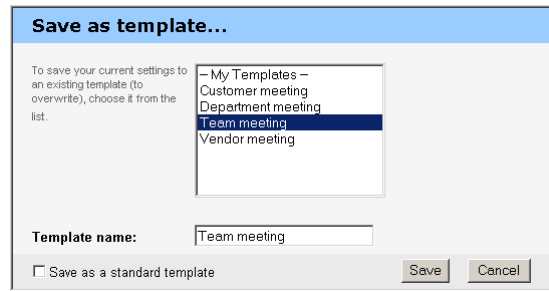 Save as template...
To save your current settings to
an existing template (to
overwrite), choose it from the
list.
– My Templates –
Customer meeting
Department meeting
Team meeting
Vendor meeting
Template name:
Team meeting
Save as a standard template
Save
Cancel